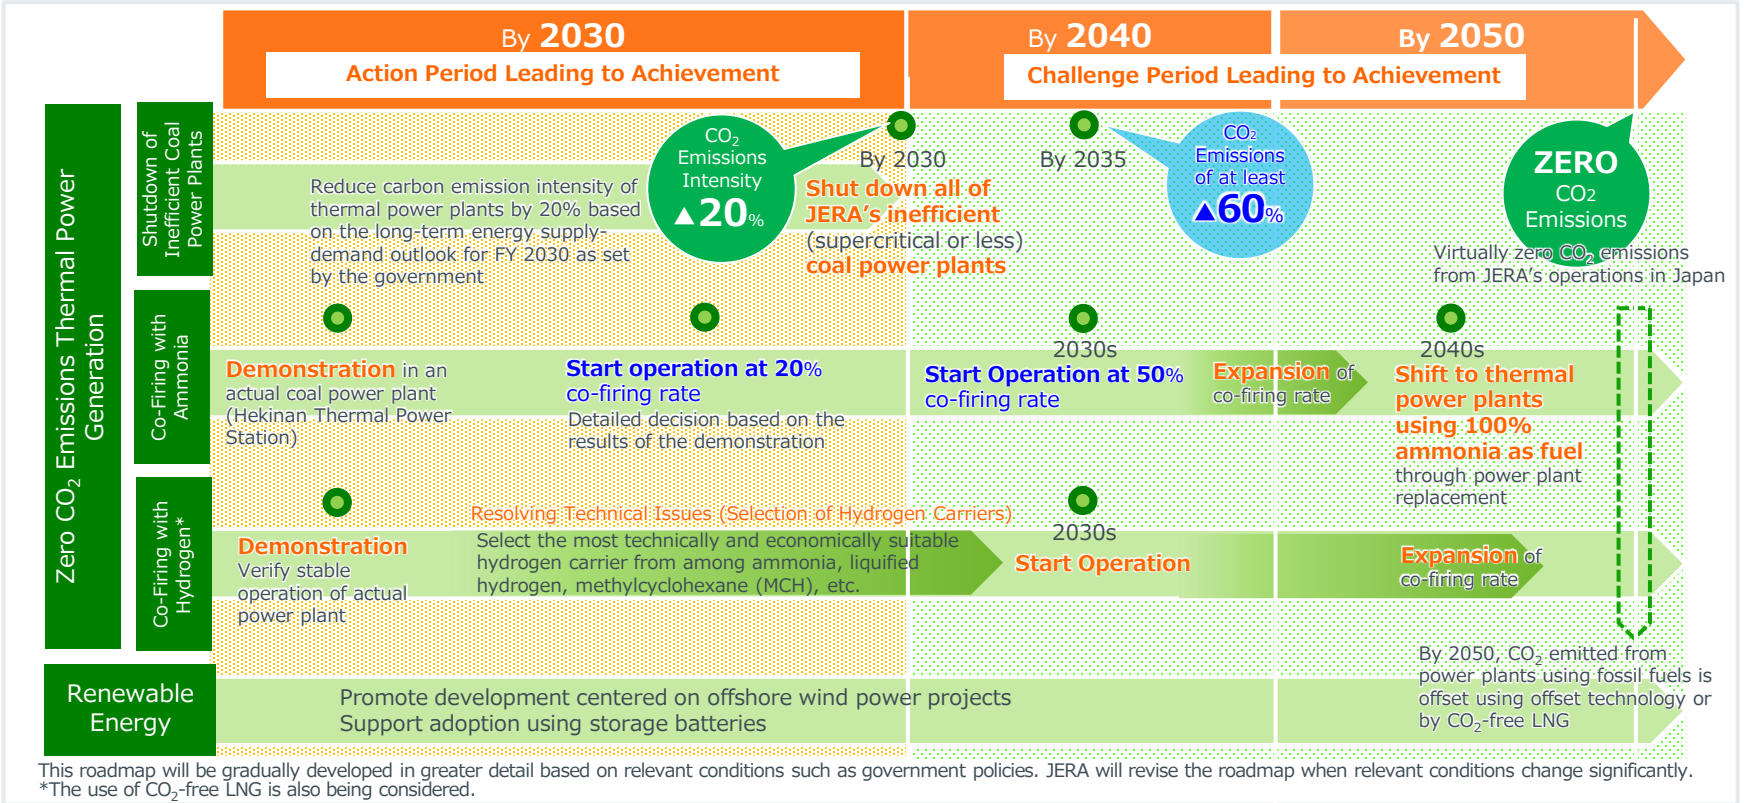 By 2030
Action Period Leading to Achievement
By 2040
By 2050
Challenge Period Leading to Achievement
Zero CO2 Emissions Thermal Power
Generation
Shutdown of
Inefficient Coal
Power Plants
Reduce carbon emission intensity of
thermal power plants by 20% based
on the long-term energy supply-
demand outlook for FY 2030 as set
by the government
CO2
Emissions
Intensity
▲20%
By 2030
Shut down all of
JERA's inefficient
(supercritical or less)
coal power plants
By 2035
CO2
Emissions
of at least
▲60%
ZERO
CO2
Emissions
Virtually zero CO2 emissions
from JERA's operations in Japan
Co-Firing with
Ammonia
Demonstration in an
actual coal power plant
(Hekinan Thermal Power
Station)
Start operation at 20%
co-firing rate
Detailed decision based on the
results of the demonstration
2030s
Start Operation at 50%
co-firing rate
Expansion of
co-firing rate
2040s
Shift to thermal
power plants
using 100%
ammonia as fuel
through power plant
replacement
Co-Firing with
Hydrogen*
Demonstration
Verify stable
operation of actual
power plant
Resolving Technical Issues (Selection of Hydrogen Carriers)
Select the most technically and economically suitable
hydrogen carrier from among ammonia, liquified
hydrogen, methylcyclohexane (MCH), etc.
2030s
Start Operation
Expansion of
co-firing rate
By 2050, CO2 emitted from
power plants using fossil fuels is
offset using offset technology or
by CO2-free LNG
Renewable
Energy
Promote development centered on offshore wind power projects
Support adoption using storage batteries
This roadmap will be gradually developed in greater detail based on relevant conditions such as government policies. JERA will revise the roadmap when relevant conditions change significantly.
*The use of CO2-free LNG is also being considered.